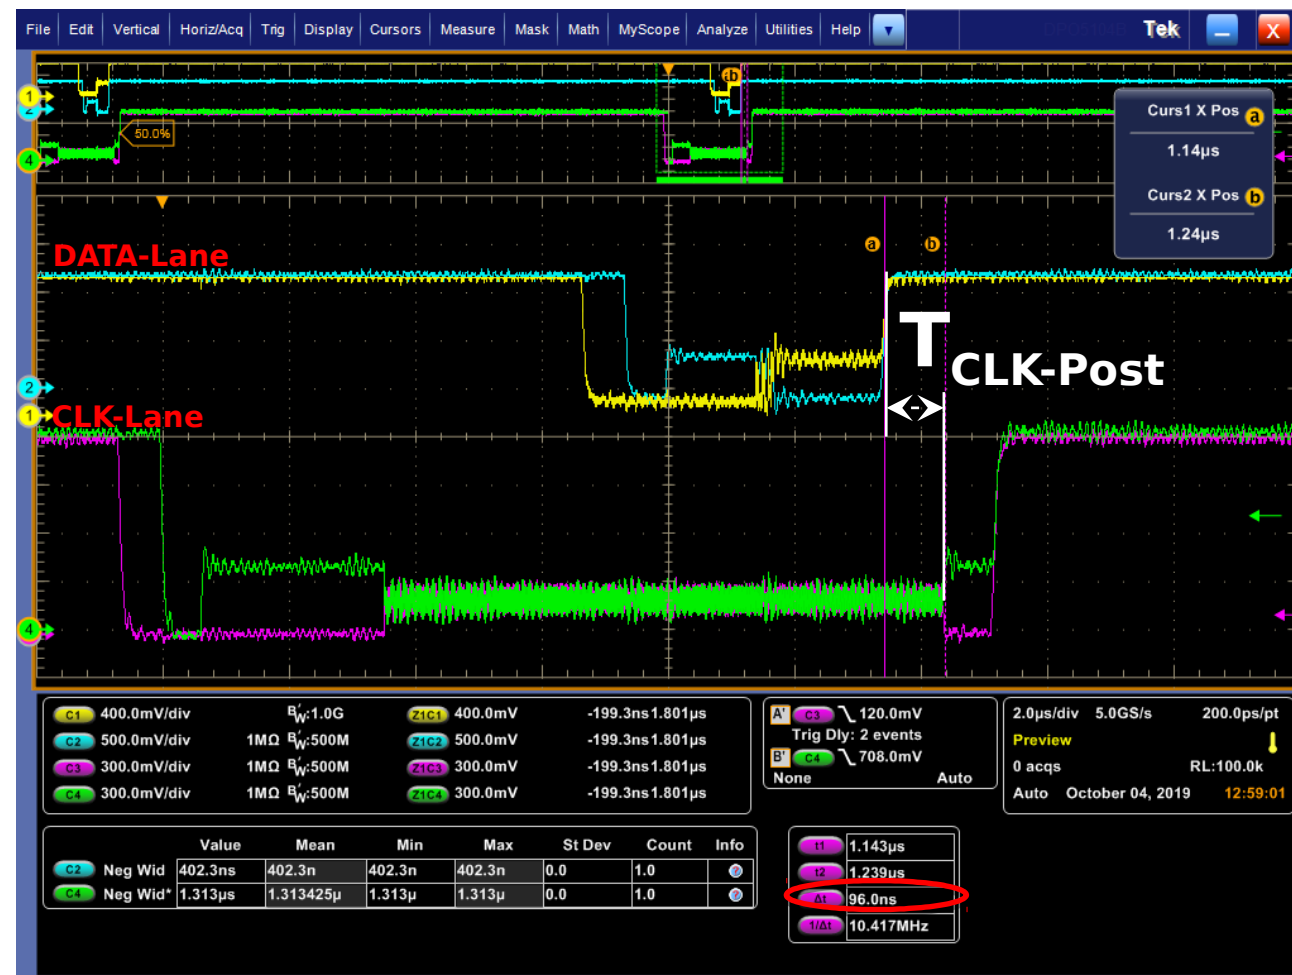 File Edit Vertical Horiz/Acq Trig Display Cursors Measure Mask Math MyScope Analyze Utilities Help Tek X
Curs1 X Pos a
1.14µs
Curs2 X Pos b
1.24µs
1
2
4
50.0%
DATA-Lane
a b
T CLK-Post
2
1
CLK-Lane
4
C1 400.0mV/div BW:1.0G Z1C1 400.0mV -199.3ns 1.801µs
C2 500.0mV/div 1MΩ BW:500M Z1C2 500.0mV -199.3ns 1.801µs
C3 300.0mV/div 1MΩ BW:500M Z1C3 300.0mV -199.3ns 1.801µs
C4 300.0mV/div 1MΩ BW:500M Z1C4 300.0mV -199.3ns 1.801µs
A' C3 120.0mV
Trig Dly: 2 events
B' C4 708.0mV
None Auto
2.0µs/div 5.0GS/s 200.0ps/pt
Preview
0 acqs RL:100.0k
Auto October 04, 2019 12:59:01
Value Mean Min Max St Dev Count Info
C2 Neg Wid 402.3ns 402.3n 402.3n 402.3n 0.0 1.0
C4 Neg Wid* 1.313µs 1.313425µ 1.313µ 1.313µ 0.0 1.0
t1 1.143µs
t2 1.239µs
Δt 96.0ns
1/Δt 10.417MHz